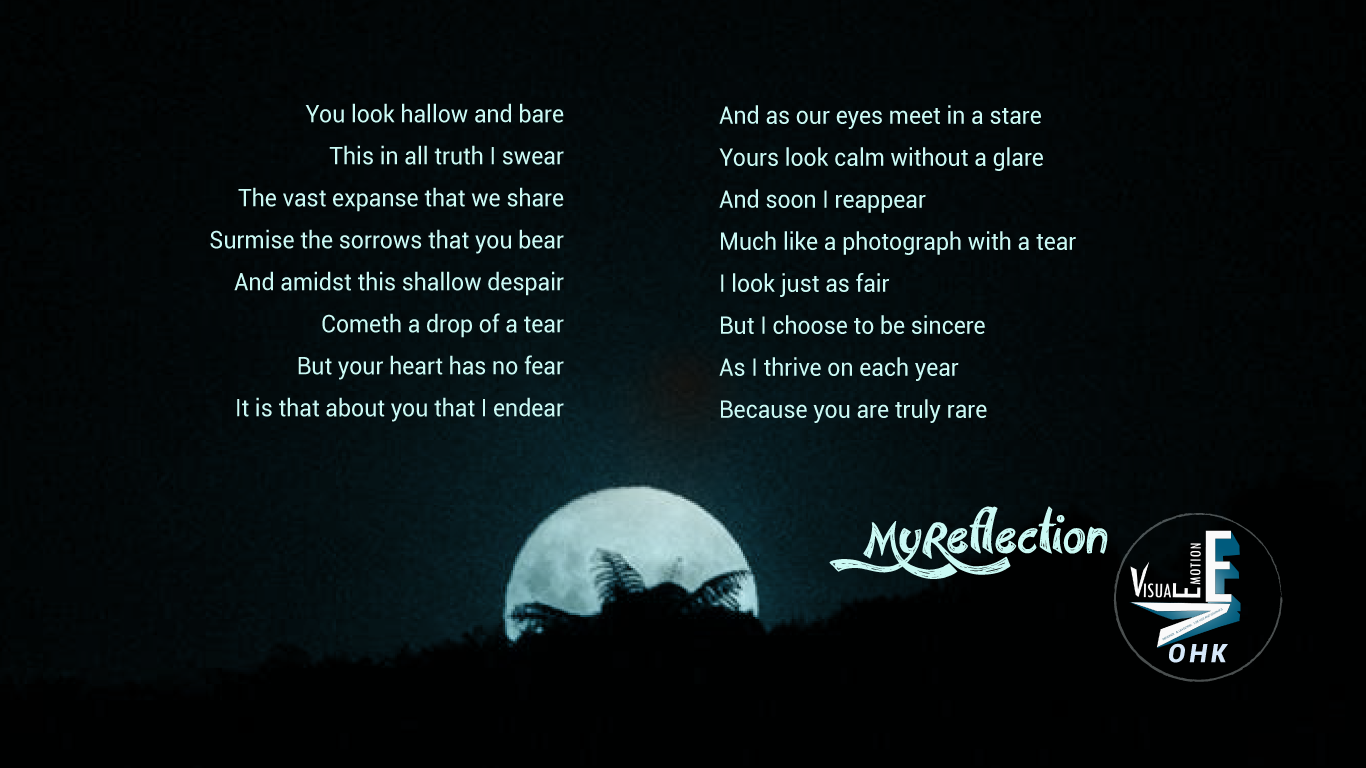 You look hallow and bare
This in all truth I swear
The vast expanse that we share
Surmise the sorrows that you bear
And amidst this shallow despair
Cometh a drop of a tear
But your heart has no fear
It is that about you that I endear
And as our eyes meet in a stare
Yours look calm without a glare
And soon I reappear
Much like a photograph with a tear
I look just as fair
But I choose to be sincere
As I thrive on each year
Because you are truly rare
MyReflection
VISUAL EMOTION
OHK